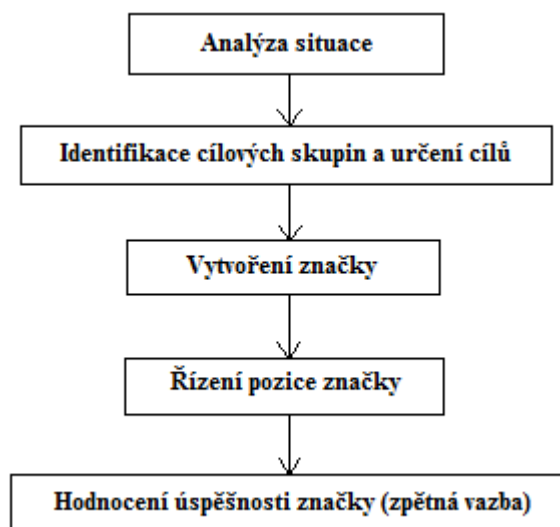 Analýza situace
Identifikace cílových skupin a určení cílů
Vytvoření značky
Řízení pozice značky
Hodnocení úspěšnosti značky (zpětná vazba)